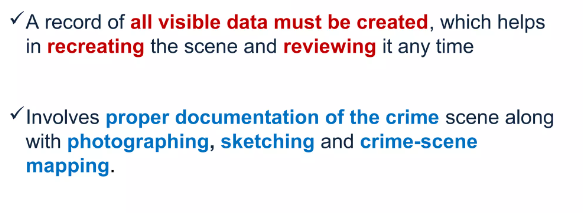 ✓A record of all visible data must be created, which helps
in recreating the scene and reviewing it any time
✓Involves proper documentation of the crime scene along
with photographing, sketching and crime-scene
mapping.